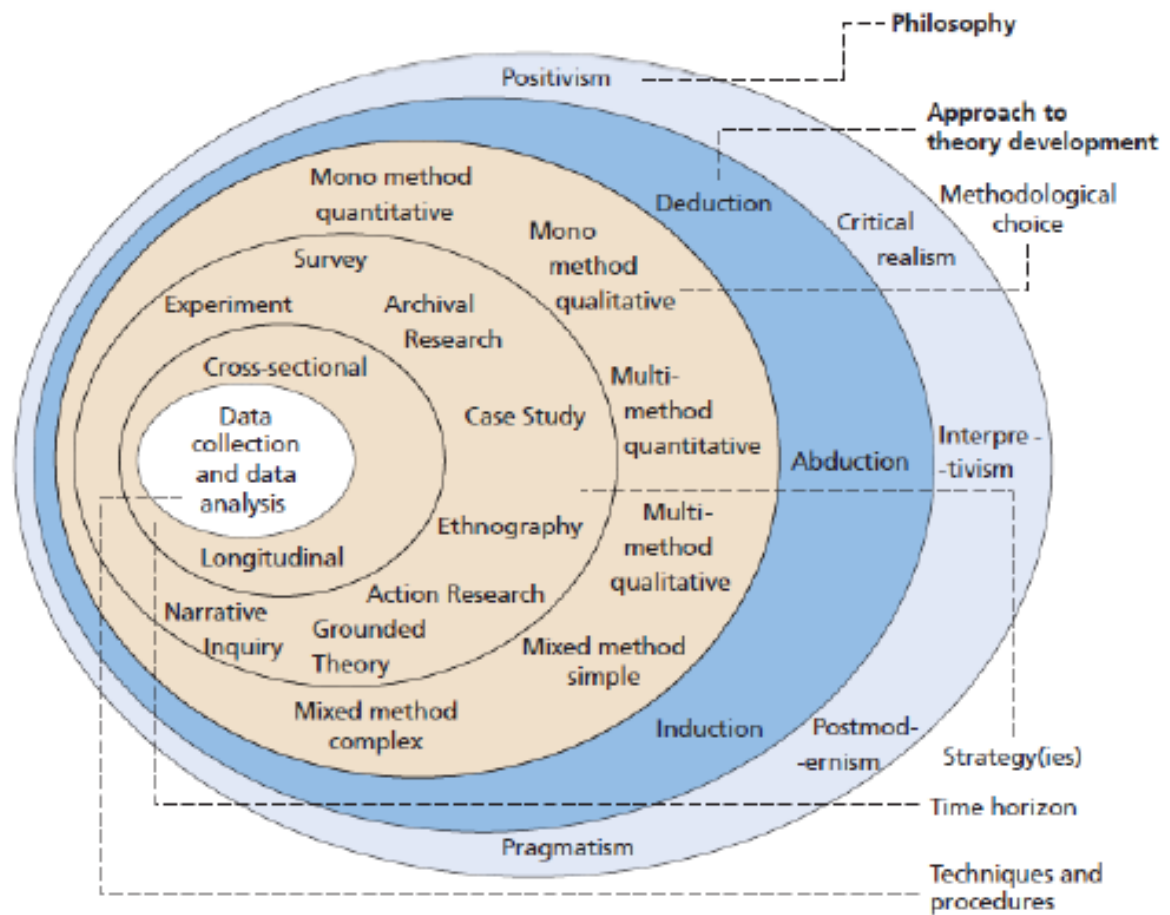 Philosophy
Positivism
Approach to
theory development
Mono method
quantitative
Deduction
Methodological
choice
Critical
realism
Mono
method
qualitative
Survey
Experiment
Archival
Research
Cross-sectional
Multi-
method
quantitative
Data
collection
and data
analysis
Case Study
Interpre -
-tivism
Abduction
Ethnography
Multi-
method
qualitative
Longitudinal
Action Research
Narrative
Inquiry
Grounded
Theory
Mixed method
simple
Mixed method
complex
Induction
Postmod-
-ernism
Strategy(ies)
Time horizon
Pragmatism
Techniques and
procedures